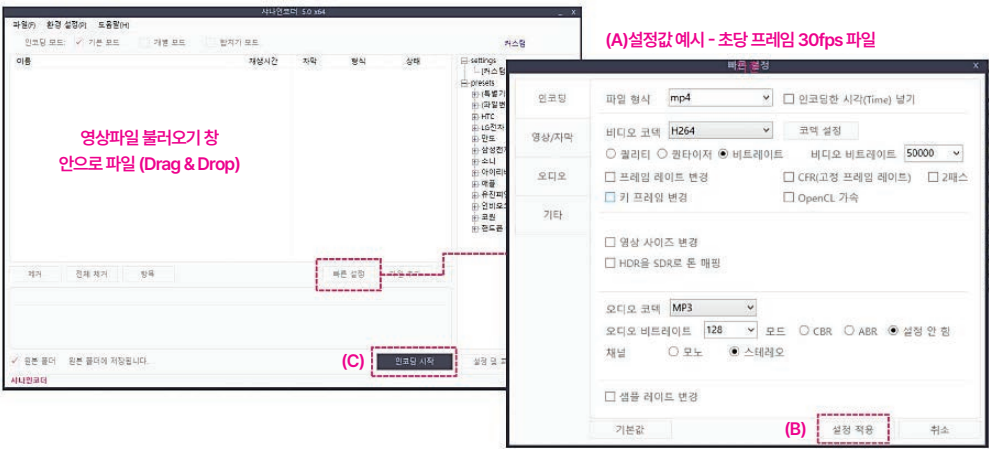 샤나인코더 5.0 x64
파일(F) 환경 설정(P) 도움말(H)
인코딩 모드: 기본 모드 개별 모드 합치기 모드
커스텀
이름 재생시간 자막 형식 상태
settings
presets
HTC
LG전자
만도
소니
애플
코원
핸드폰
영상파일 불러오기 창
안으로 파일 (Drag & Drop)
제거 전체 제거 항목 빠른 설정
원본 폴더 원본 폴더에 저장됩니다.
(C) 인코딩 시작
샤나인코더
(A)설정값 예시 - 초당 프레임 30fps 파일
빠른 설정
인코딩
영상/자막
오디오
기타
파일 형식 mp4 인코딩한 시각(Time) 넣기
비디오 코덱 H264 코덱 설정
퀄리티 퀀타이저 비트레이트 비디오 비트레이트 50000
프레임 레이트 변경 CFR(고정 프레임 레이트) 2패스
키 프레임 변경 OpenCL 가속
영상 사이즈 변경
HDR을 SDR로 톤 매핑
오디오 코덱 MP3
오디오 비트레이트 128 모드 CBR ABR 설정 안 함
채널 모노 스테레오
샘플 레이트 변경
기본값 (B) 설정 적용 취소